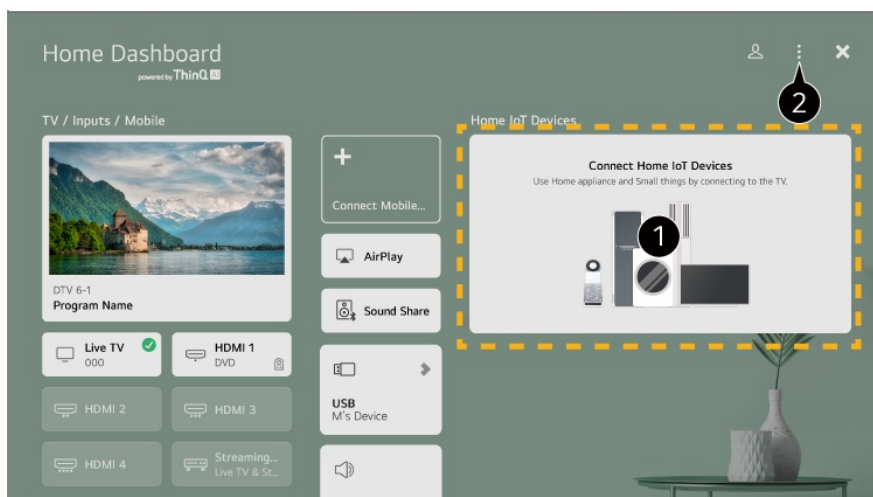 Home Dashboard
powered by ThinQ AI
2
TV / Inputs / Mobile
Home IoT Devices
+
Connect Mobile...
Connect Home IoT Devices
Use Home appliance and Small things by connecting to the TV.
1
AirPlay
DTV 6-1
Program Name
Sound Share
Live TV
000
HDMI 1
DVD
USB
M's Device
HDMI 2
HDMI 3
HDMI 4
Streaming...
Live TV & St...